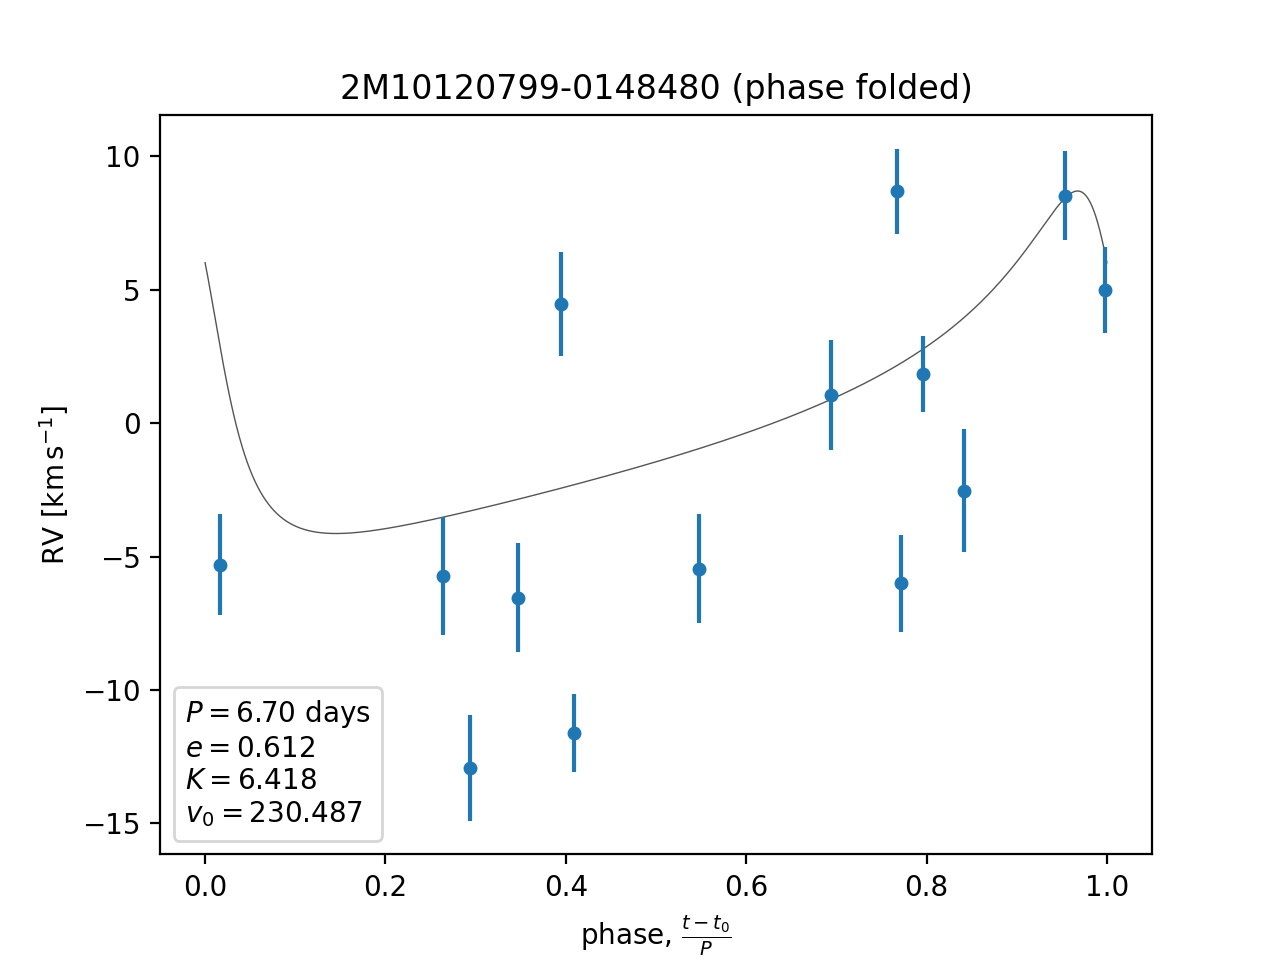 2M10120799-0148480 (phase folded)
10
5
0
−5
−10
−15
RV [km s⁻¹]
P = 6.70 days
e = 0.612
K = 6.418
v₀ = 230.487
0.0 0.2 0.4 0.6 0.8 1.0
phase, (t − t₀)/P